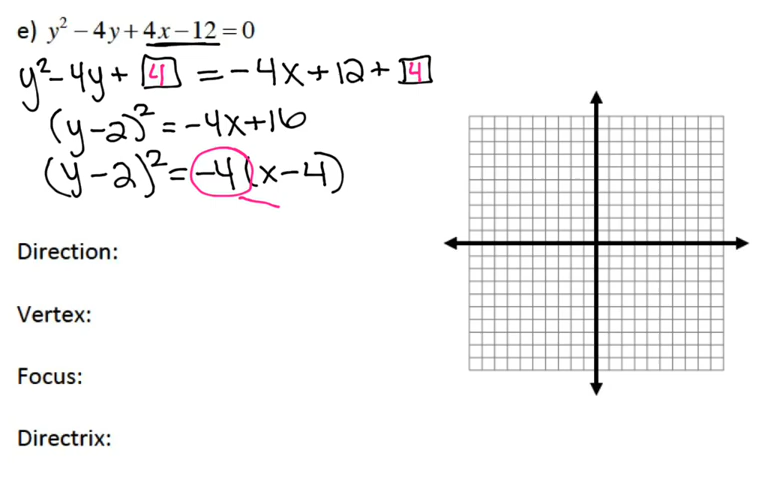 e) y² − 4y + 4x − 12 = 0
y² − 4y + 4 = −4x + 12 + 4
(y − 2)² = −4x + 16
(y − 2)² = −4(x − 4)
Direction:
Vertex:
Focus:
Directrix: